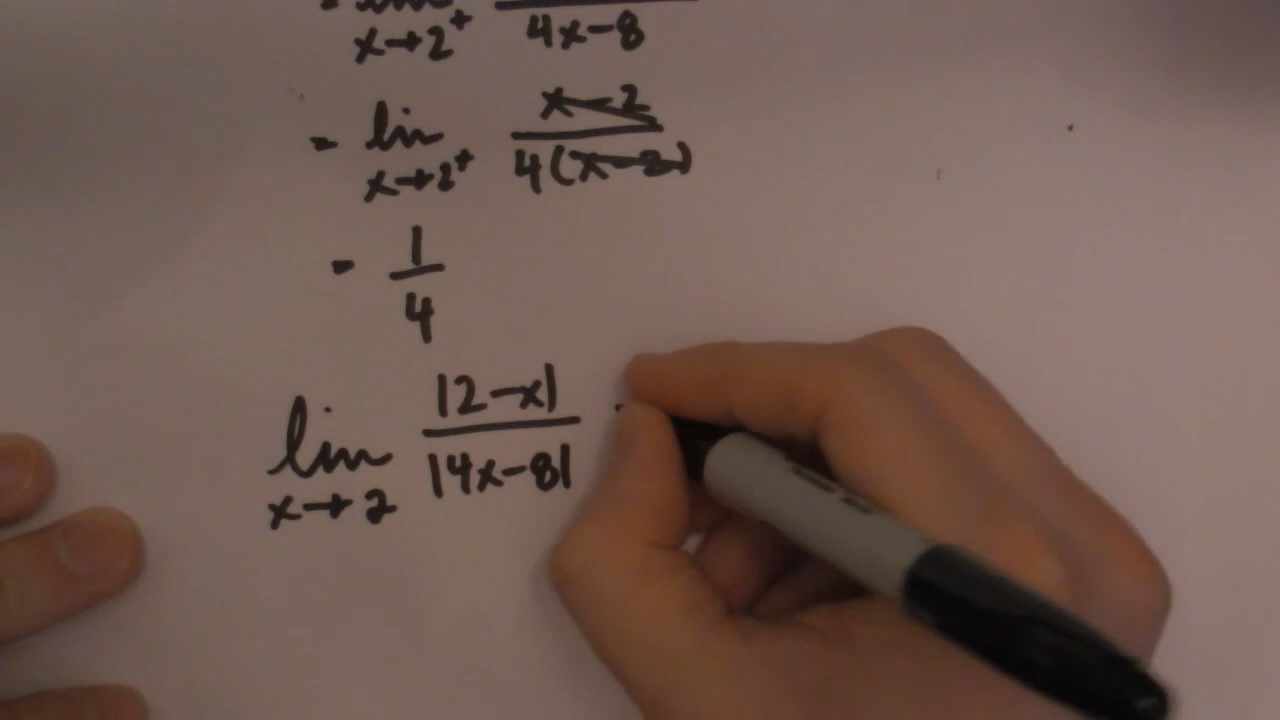 x→2⁺ 4x-8
= lim x→2⁺ x-2 / 4(x-2)
= 1/4
lim x→2 |2-x| / |4x-8|